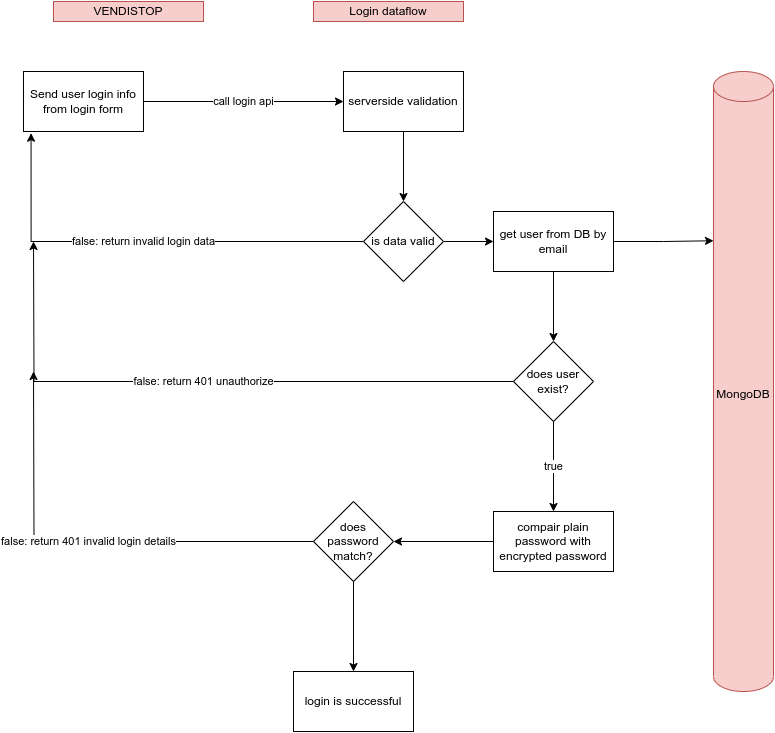 VENDISTOP
Login dataflow
Send user login info
from login form
call login api
serverside validation
is data valid
false: return invalid login data
get user from DB by
email
does user
exist?
false: return 401 unauthorize
MongoDB
true
compair plain
password with
encrypted password
does
password
match?
false: return 401 invalid login details
login is successful